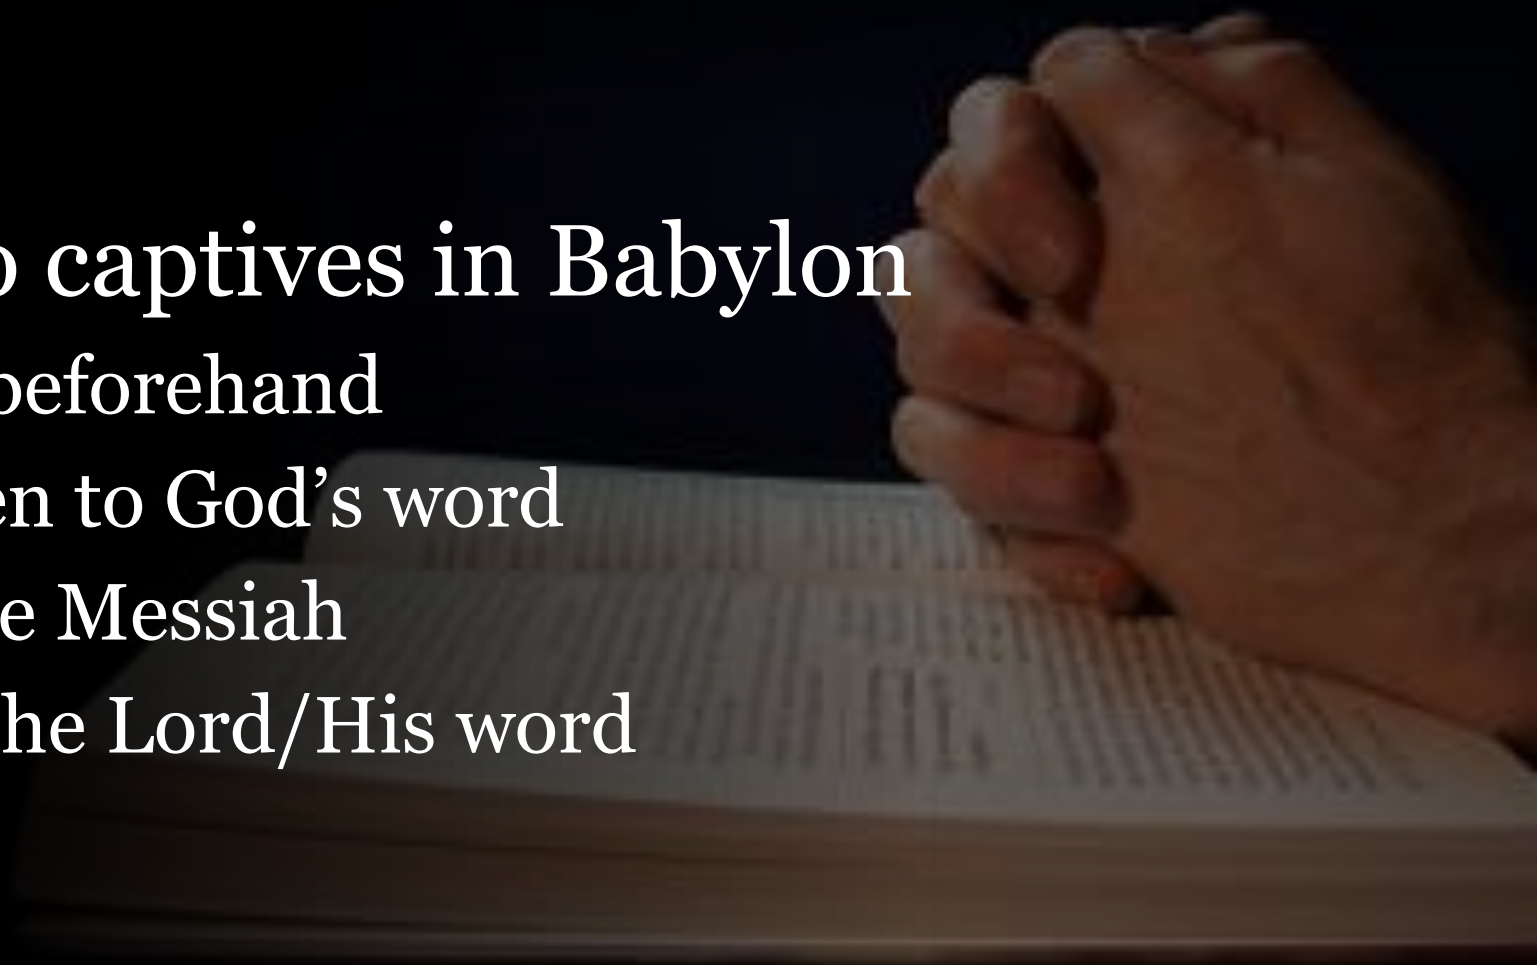 o captives in Babylon
beforehand
en to God’s word
e Messiah
he Lord/His word